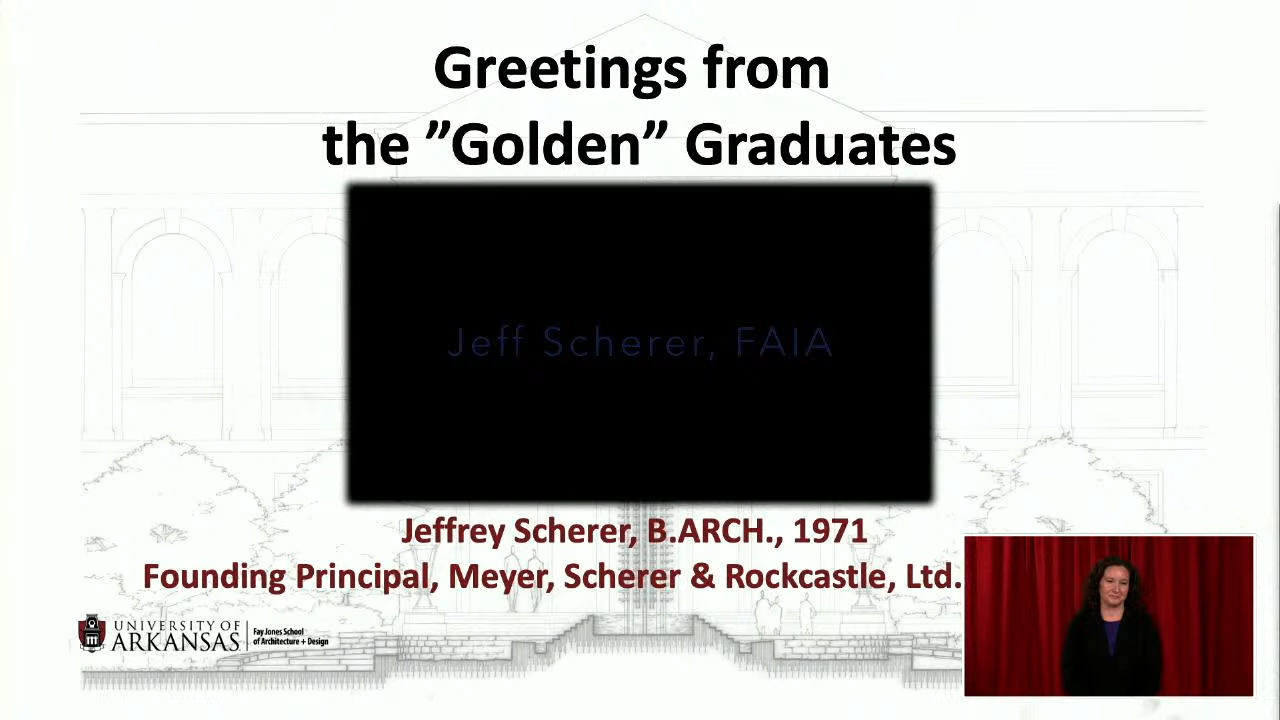 Greetings from
the ”Golden” Graduates
Jeff Scherer, FAIA
Jeffrey Scherer, B.ARCH., 1971
Founding Principal, Meyer, Scherer & Rockcastle, Ltd.
UNIVERSITY OF
ARKANSAS
Fay Jones School
of Architecture + Design